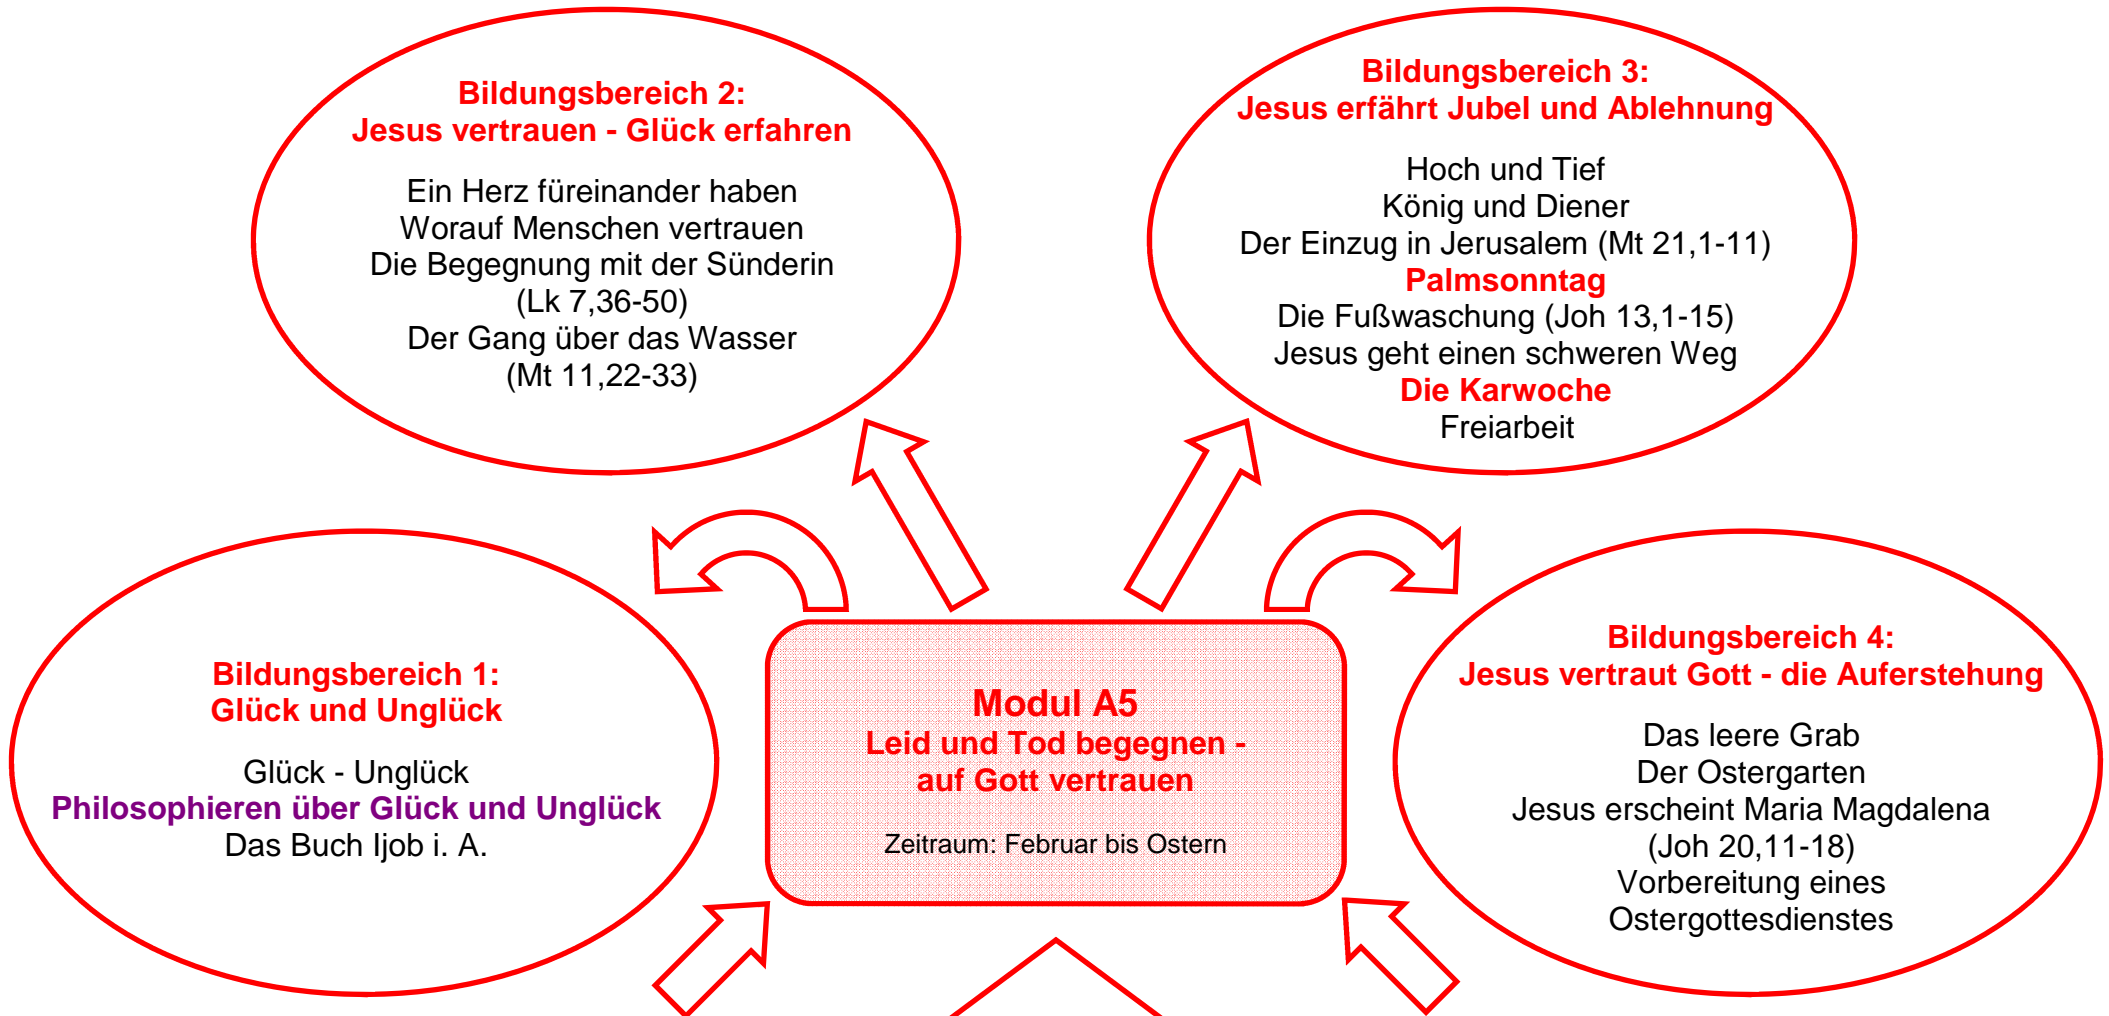 Bildungsbereich 2:
Jesus vertrauen - Glück erfahren
Ein Herz füreinander haben
Worauf Menschen vertrauen
Die Begegnung mit der Sünderin
(Lk 7,36-50)
Der Gang über das Wasser
(Mt 11,22-33)
Bildungsbereich 3:
Jesus erfährt Jubel und Ablehnung
Hoch und Tief
König und Diener
Der Einzug in Jerusalem (Mt 21,1-11)
Palmsonntag
Die Fußwaschung (Joh 13,1-15)
Jesus geht einen schweren Weg
Die Karwoche
Freiarbeit
Bildungsbereich 1:
Glück und Unglück
Glück - Unglück
Philosophieren über Glück und Unglück
Das Buch Ijob i. A.
Modul A5
Leid und Tod begegnen -
auf Gott vertrauen
Zeitraum: Februar bis Ostern
Bildungsbereich 4:
Jesus vertraut Gott - die Auferstehung
Das leere Grab
Der Ostergarten
Jesus erscheint Maria Magdalena
(Joh 20,11-18)
Vorbereitung eines
Ostergottesdienstes